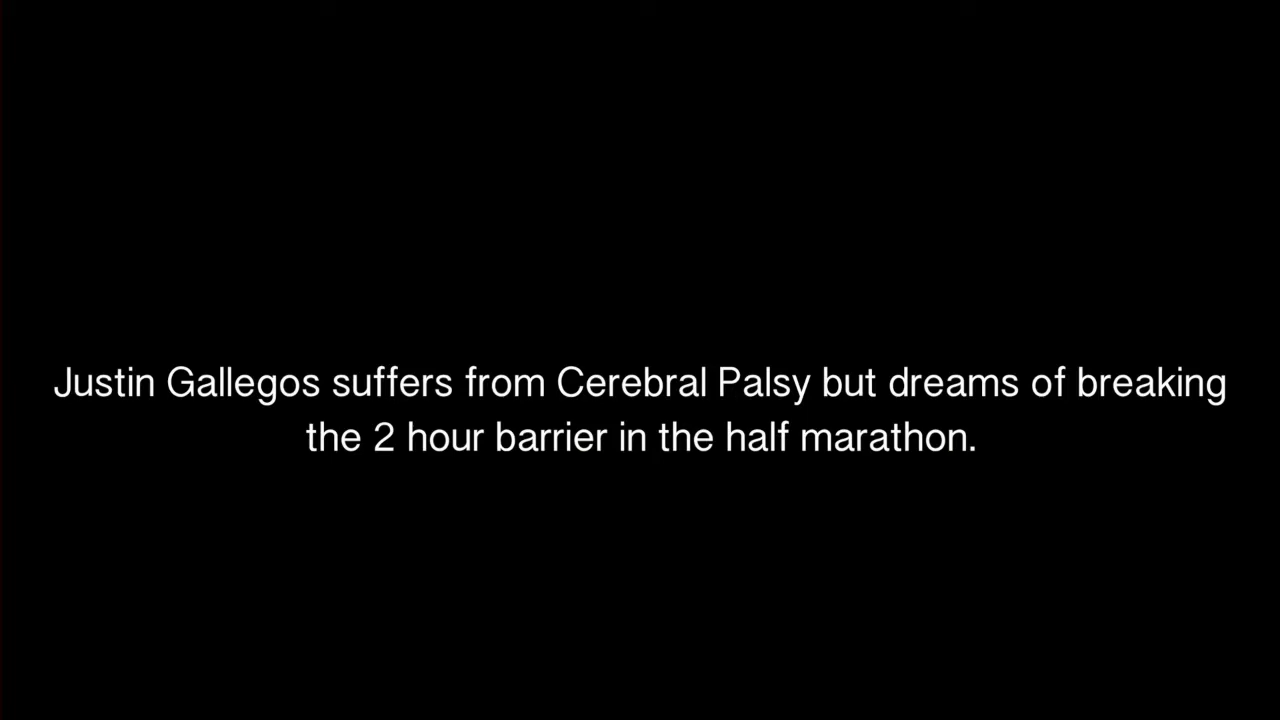 Justin Gallegos suffers from Cerebral Palsy but dreams of breaking
the 2 hour barrier in the half marathon.